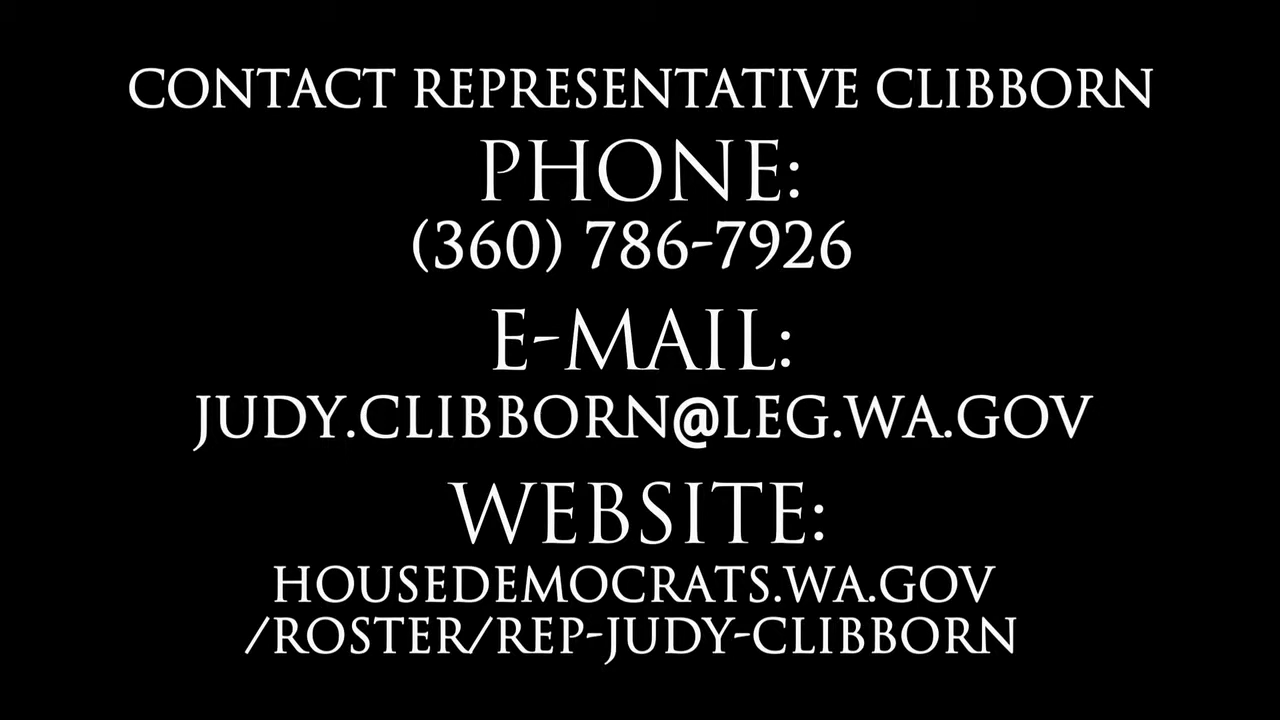 CONTACT REPRESENTATIVE CLIBBORN
PHONE:
(360) 786-7926
E-MAIL:
JUDY.CLIBBORN@LEG.WA.GOV
WEBSITE:
HOUSEDEMOCRATS.WA.GOV
/ROSTER/REP-JUDY-CLIBBORN